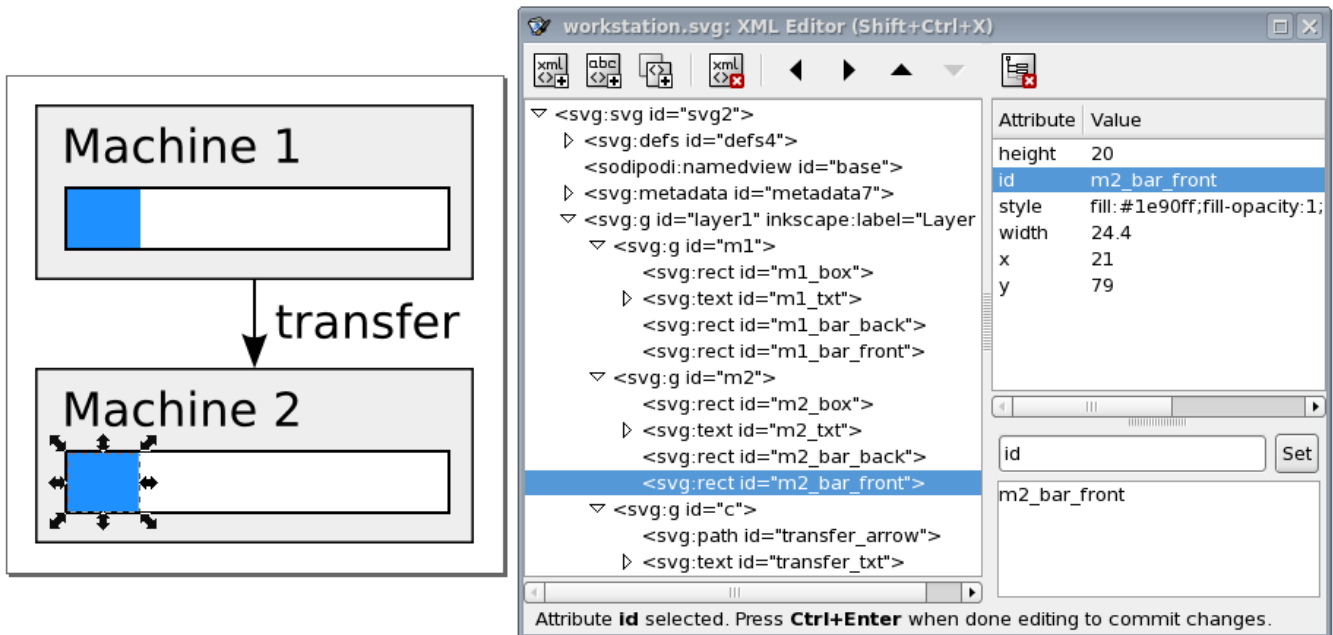 Machine 1
transfer
Machine 2
workstation.svg: XML Editor (Shift+Ctrl+X)
xml
abc
xml
<svg:svg id="svg2">
<svg:defs id="defs4">
<sodipodi:namedview id="base">
<svg:metadata id="metadata7">
<svg:g id="layer1" inkscape:label="Layer
<svg:g id="m1">
<svg:rect id="m1_box">
<svg:text id="m1_txt">
<svg:rect id="m1_bar_back">
<svg:rect id="m1_bar_front">
<svg:g id="m2">
<svg:rect id="m2_box">
<svg:text id="m2_txt">
<svg:rect id="m2_bar_back">
<svg:rect id="m2_bar_front">
<svg:g id="c">
<svg:path id="transfer_arrow">
<svg:text id="transfer_txt">
Attribute Value
height 20
id m2_bar_front
style fill:#1e90ff;fill-opacity:1;
width 24.4
x 21
y 79
id Set
m2_bar_front
Attribute id selected. Press Ctrl+Enter when done editing to commit changes.